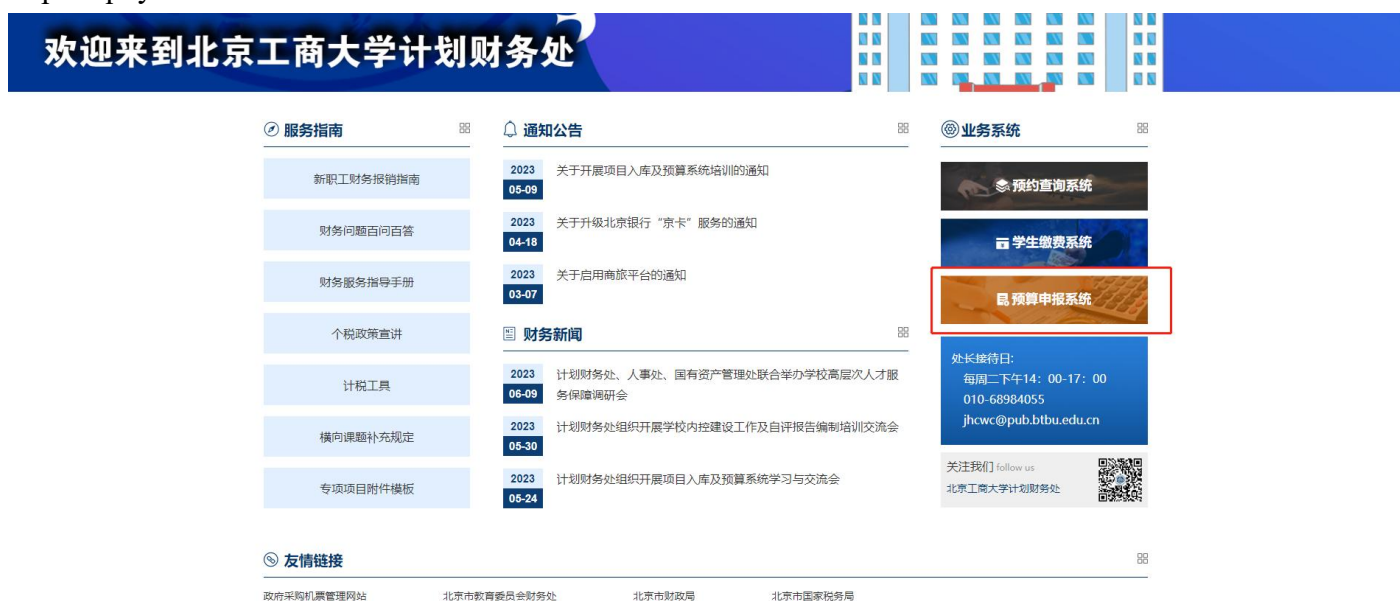 欢迎来到北京工商大学计划财务处
服务指南
新职工财务报销指南
财务问题百问百答
财务服务指导手册
个税政策宣讲
计税工具
横向课题补充规定
专项项目附件模板
通知公告
2023
05-09
关于开展项目入库及预算系统培训的通知
2023
04-18
关于升级北京银行“京卡”服务的通知
2023
03-07
关于启用商旅平台的通知
财务新闻
2023
06-09
计划财务处、人事处、国有资产管理处联合举办学校高层次人才服
务保障调研会
2023
05-30
计划财务处组织开展学校内控建设工作及自评报告编制培训交流会
2023
05-24
计划财务处组织开展项目入库及预算系统学习与交流会
业务系统
预约查询系统
学生缴费系统
预算申报系统
处长接待日:
每周二下午14：00-17：00
010-68984055
jhcwc@pub.btbu.edu.cn
关注我们 follow us
北京工商大学计划财务处
友情链接
政府采购机票管理网站
北京市教育委员会财务处
北京市财政局
北京市国家税务局